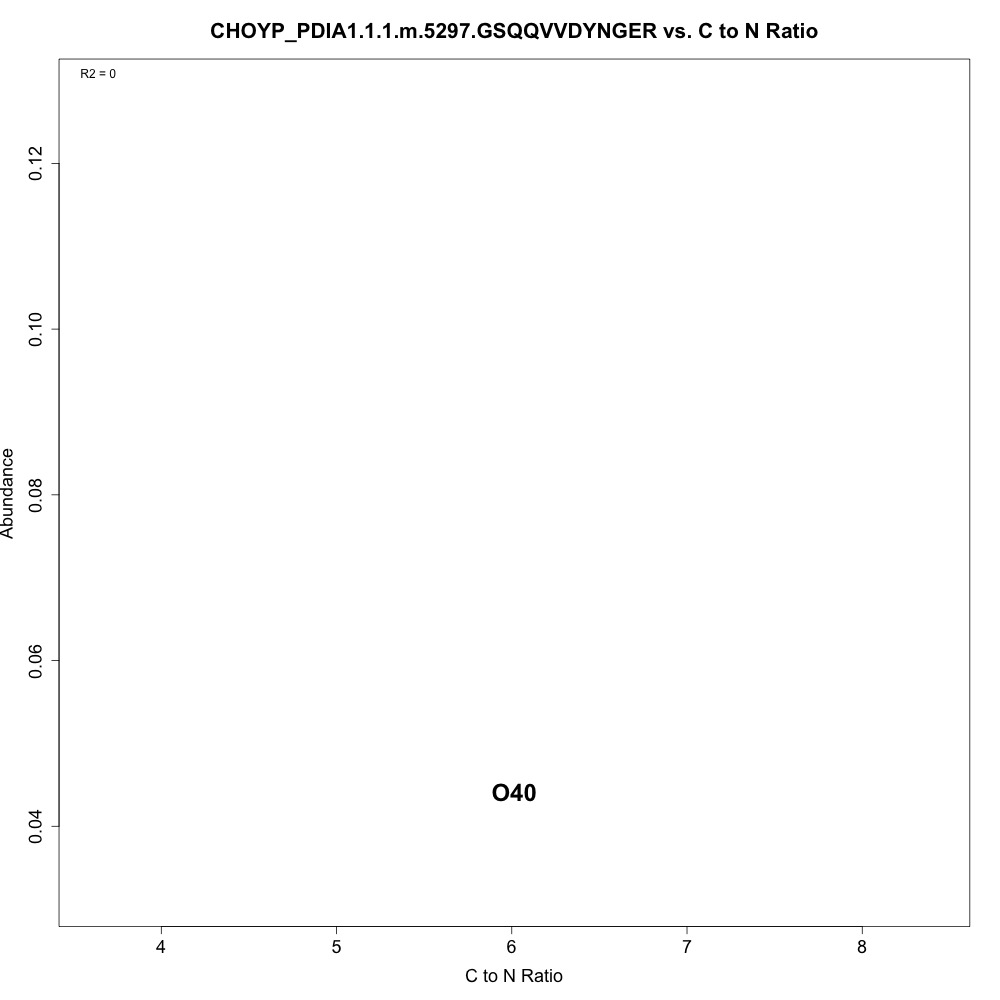 CHOYP_PDIA1.1.1.m.5297.GSQQVVDYNGER vs. C to N Ratio
R2 = 0
0.12
0.10
0.08
0.06
0.04
Abundance
O40
4 5 6 7 8
C to N Ratio